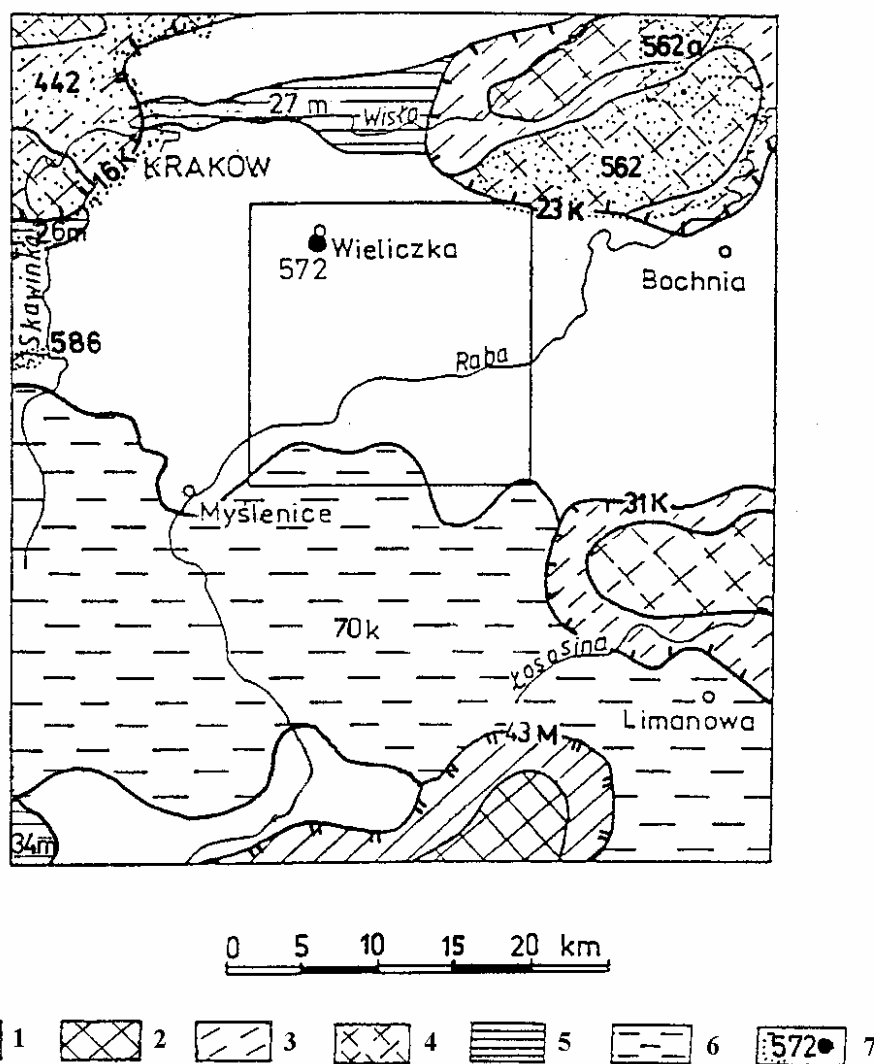 442
562a
27 m
Wisła
16K
KRAKÓW
562
23K
26m
Wieliczka
572
Bochnia
Skawinka
586
Raba
31K
Myślenice
70k
Łososina
Limanowa
43M
34m
0 5 10 15 20 km
1 2 3 4 5 6 572 7